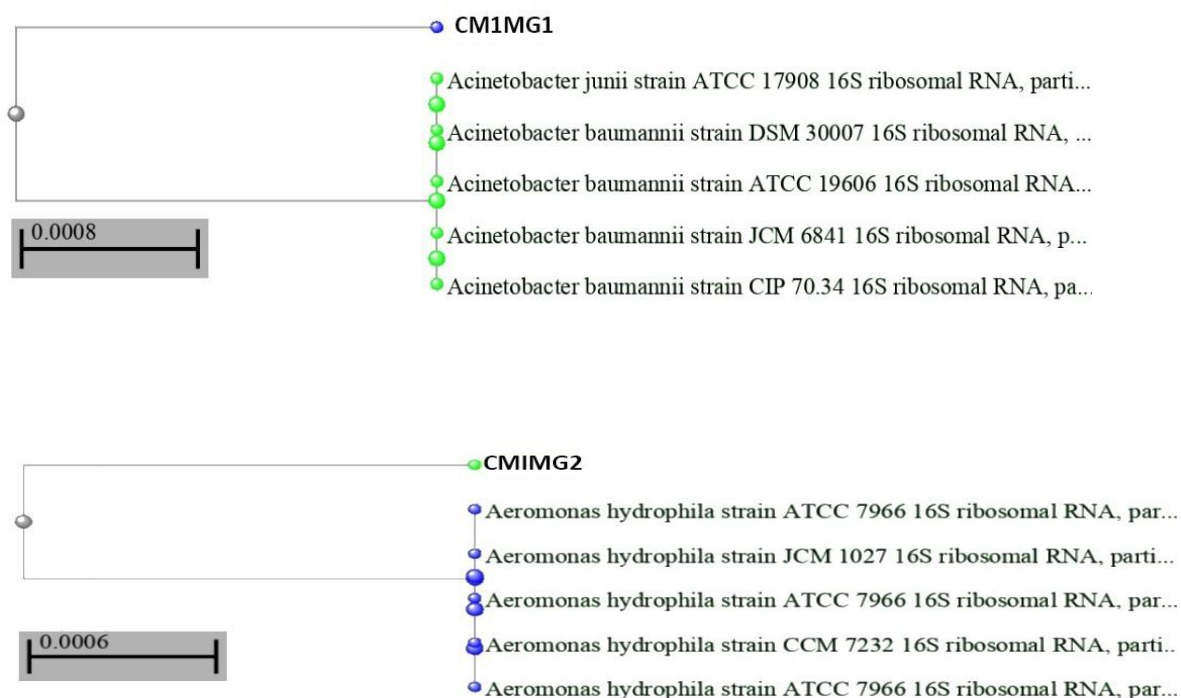 CM1MG1
Acinetobacter junii strain ATCC 17908 16S ribosomal RNA, parti...
Acinetobacter baumannii strain DSM 30007 16S ribosomal RNA, ...
Acinetobacter baumannii strain ATCC 19606 16S ribosomal RNA...
Acinetobacter baumannii strain JCM 6841 16S ribosomal RNA, p...
Acinetobacter baumannii strain CIP 70.34 16S ribosomal RNA, pa...
0.0008
CMIMG2
Aeromonas hydrophila strain ATCC 7966 16S ribosomal RNA, par...
Aeromonas hydrophila strain JCM 1027 16S ribosomal RNA, parti...
Aeromonas hydrophila strain ATCC 7966 16S ribosomal RNA, par...
Aeromonas hydrophila strain CCM 7232 16S ribosomal RNA, parti..
Aeromonas hydrophila strain ATCC 7966 16S ribosomal RNA, par...
0.0006